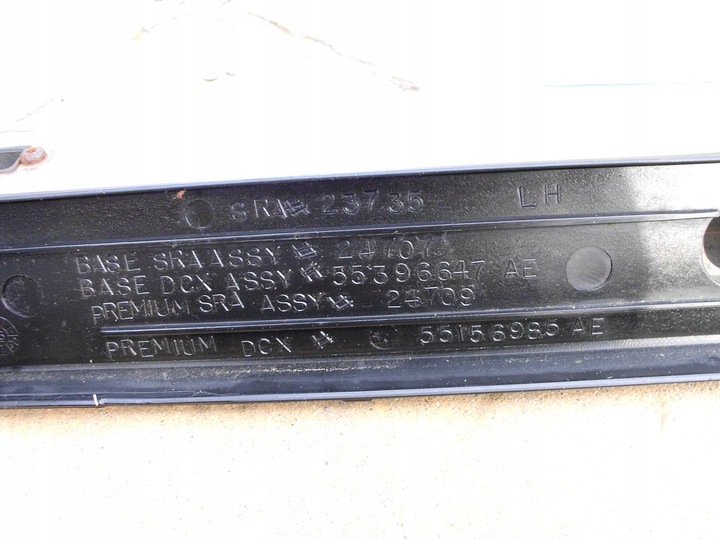 SRA # 23735 LH
BASE SRA ASSY # 24707
BASE DCX ASSY # 55396647 AE
PREMIUM SRA ASSY # 24709
PREMIUM DCX # 55156985 AE